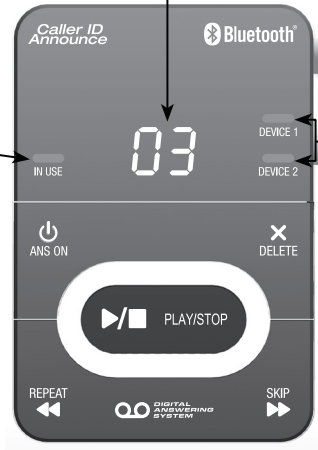 Caller ID
Announce
Bluetooth®
03
DEVICE 1
IN USE
DEVICE 2
ANS ON
DELETE
PLAY/STOP
REPEAT
SKIP
DIGITAL
ANSWERING
SYSTEM